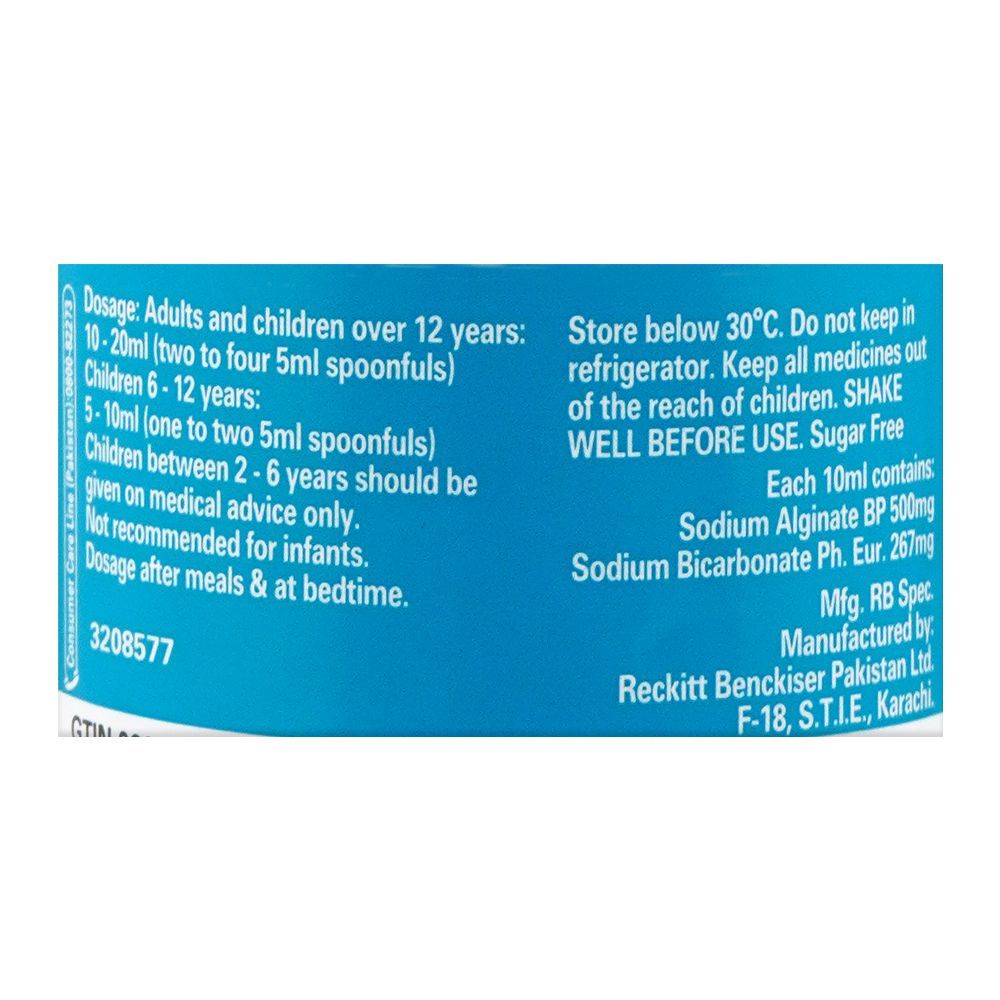 Consumer Care Line (Pakistan):0800-82273
Dosage: Adults and children over 12 years:
10 - 20ml (two to four 5ml spoonfuls)
Children 6 - 12 years:
5 - 10ml (one to two 5ml spoonfuls)
Children between 2 - 6 years should be
given on medical advice only.
Not recommended for infants.
Dosage after meals & at bedtime.
3208577
GTIN
Store below 30°C. Do not keep in
refrigerator. Keep all medicines out
of the reach of children. SHAKE
WELL BEFORE USE. Sugar Free
Each 10ml contains:
Sodium Alginate BP 500mg
Sodium Bicarbonate Ph. Eur. 267mg
Mfg. RB Spec.
Manufactured by:
Reckitt Benckiser Pakistan Ltd.
F-18, S.T.I.E., Karachi.